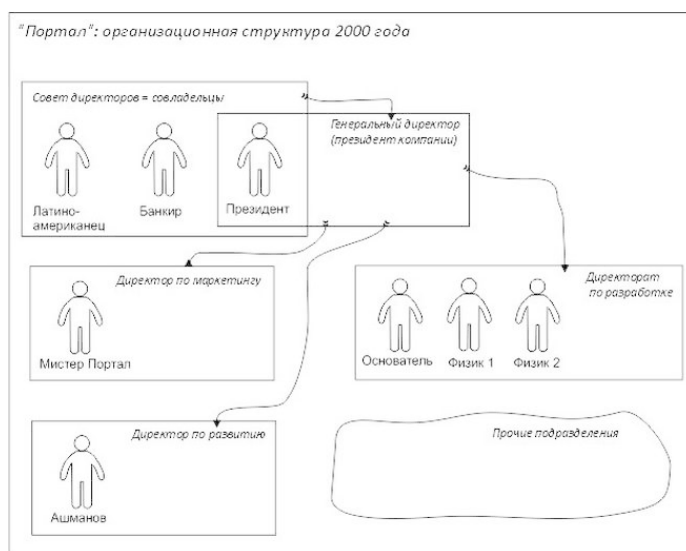 "Портал": организационная структура 2000 года
Совет директоров = совладельцы
Генеральный директор
(президент компании)
Латино-
американец
Банкир
Президент
Директор по маркетингу
Мистер Портал
Директорат
по разработке
Основатель
Физик 1
Физик 2
Директор по развитию
Ашманов
Прочие подразделения